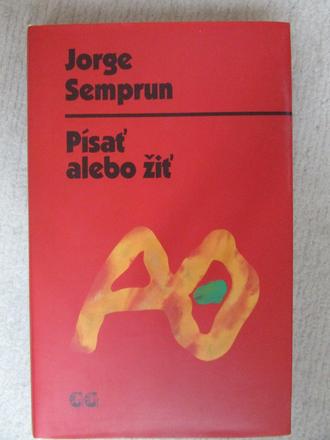 Jorge
Semprun
Písať
alebo žiť